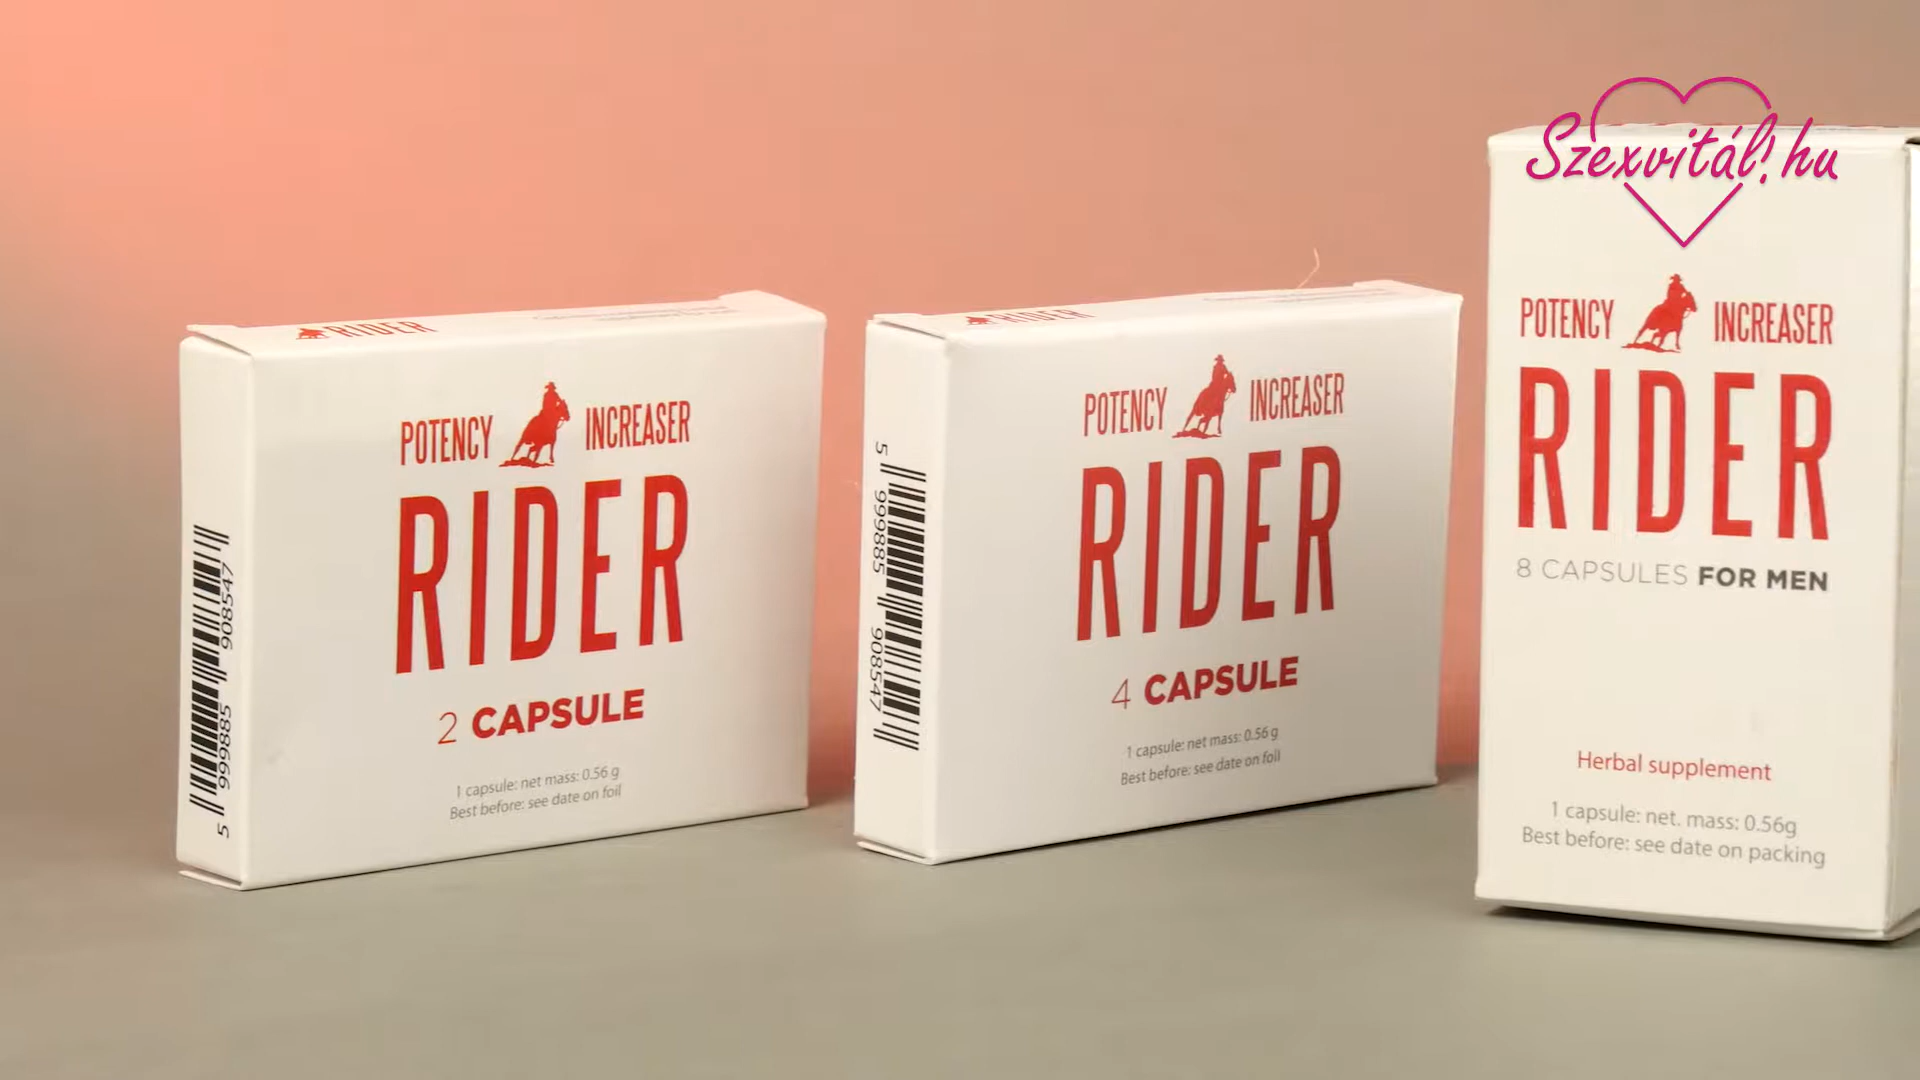 Szexvitál!.hu
RIDER
POTENCY INCREASER
RIDER
2 CAPSULE
1 capsule: net mass: 0.56 g
Best before: see date on foil
5 999885 908547
RIDER
POTENCY INCREASER
RIDER
4 CAPSULE
1 capsule: net mass: 0.56 g
Best before: see date on foil
5 999885 908547
POTENCY INCREASER
RIDER
8 CAPSULES FOR MEN
Herbal supplement
1 capsule: net. mass: 0.56g
Best before: see date on packing